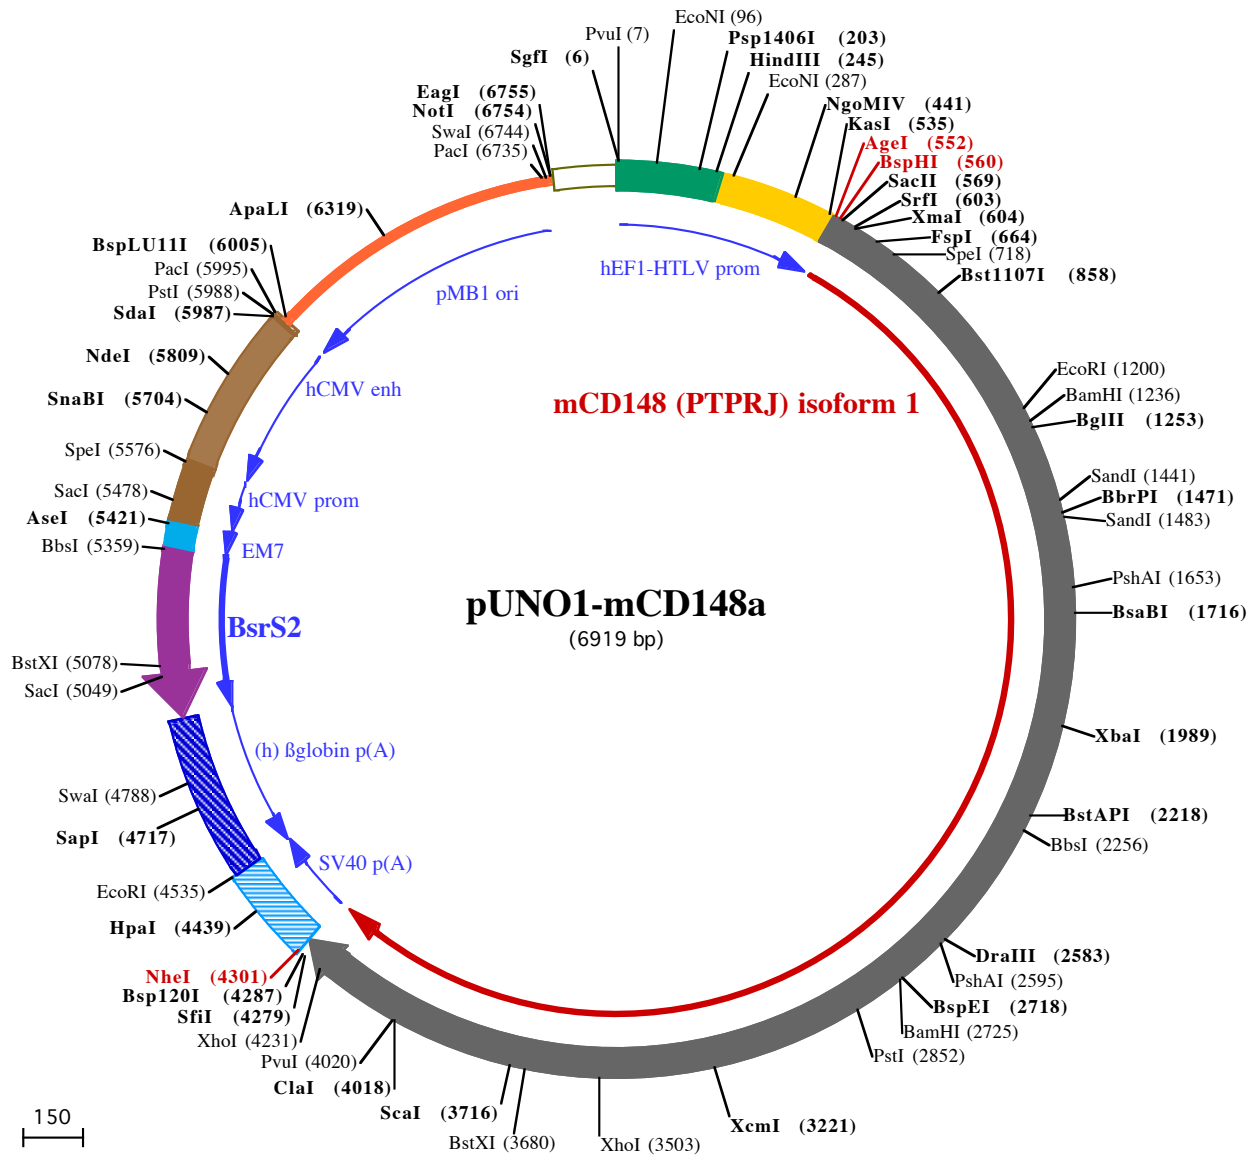 PvuI (7)
EcoNI (96)
Psp1406I (203)
HindIII (245)
EcoNI (287)
NgoMIV (441)
KasI (535)
AgeI (552)
BspHI (560)
SacII (569)
SrfI (603)
XmaI (604)
FspI (664)
SpeI (718)
Bst1107I (858)
EcoRI (1200)
BamHI (1236)
BglII (1253)
SandI (1441)
BbrPI (1471)
SandI (1483)
PshAI (1653)
BsaBI (1716)
XbaI (1989)
BstAPI (2218)
BbsI (2256)
DraIII (2583)
PshAI (2595)
BspEI (2718)
BamHI (2725)
PstI (2852)
XcmI (3221)
XhoI (3503)
BstXI (3680)
ScaI (3716)
ClaI (4018)
PvuI (4020)
XhoI (4231)
SfiI (4279)
Bsp120I (4287)
NheI (4301)
HpaI (4439)
EcoRI (4535)
SapI (4717)
SwaI (4788)
SacI (5049)
BstXI (5078)
BbsI (5359)
AseI (5421)
SacI (5478)
SpeI (5576)
SnaBI (5704)
NdeI (5809)
SdaI (5987)
PstI (5988)
PacI (5995)
BspLU11I (6005)
ApaLI (6319)
PacI (6735)
SwaI (6744)
NotI (6754)
EagI (6755)
SgfI (6)
hEF1-HTLV prom
pMB1 ori
hCMV enh
mCD148 (PTPRJ) isoform 1
hCMV prom
EM7
pUNO1-mCD148a
(6919 bp)
BsrS2
(h) ßglobin p(A)
SV40 p(A)
150